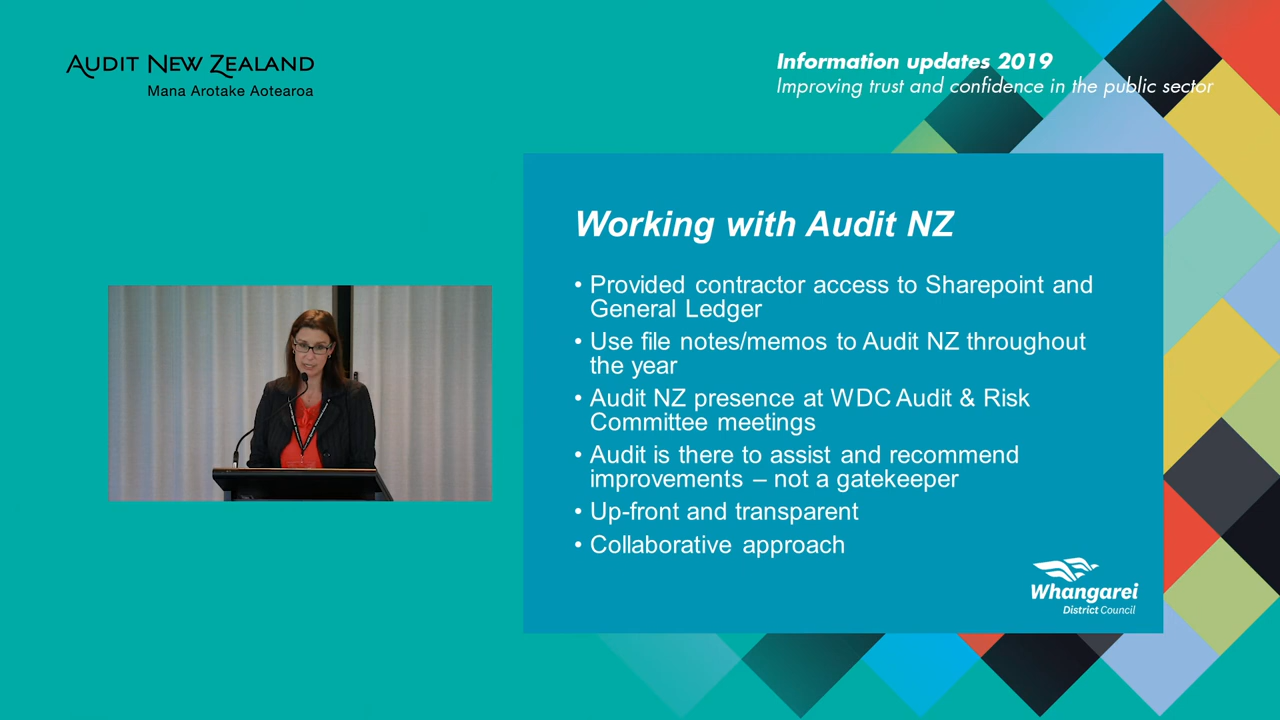 AUDIT NEW ZEALAND
Mana Arotake Aotearoa
Information updates 2019
Improving trust and confidence in the public sector
Working with Audit NZ
• Provided contractor access to Sharepoint and
General Ledger
• Use file notes/memos to Audit NZ throughout
the year
• Audit NZ presence at WDC Audit & Risk
Committee meetings
• Audit is there to assist and recommend
improvements – not a gatekeeper
• Up-front and transparent
• Collaborative approach
Whangarei
District Council